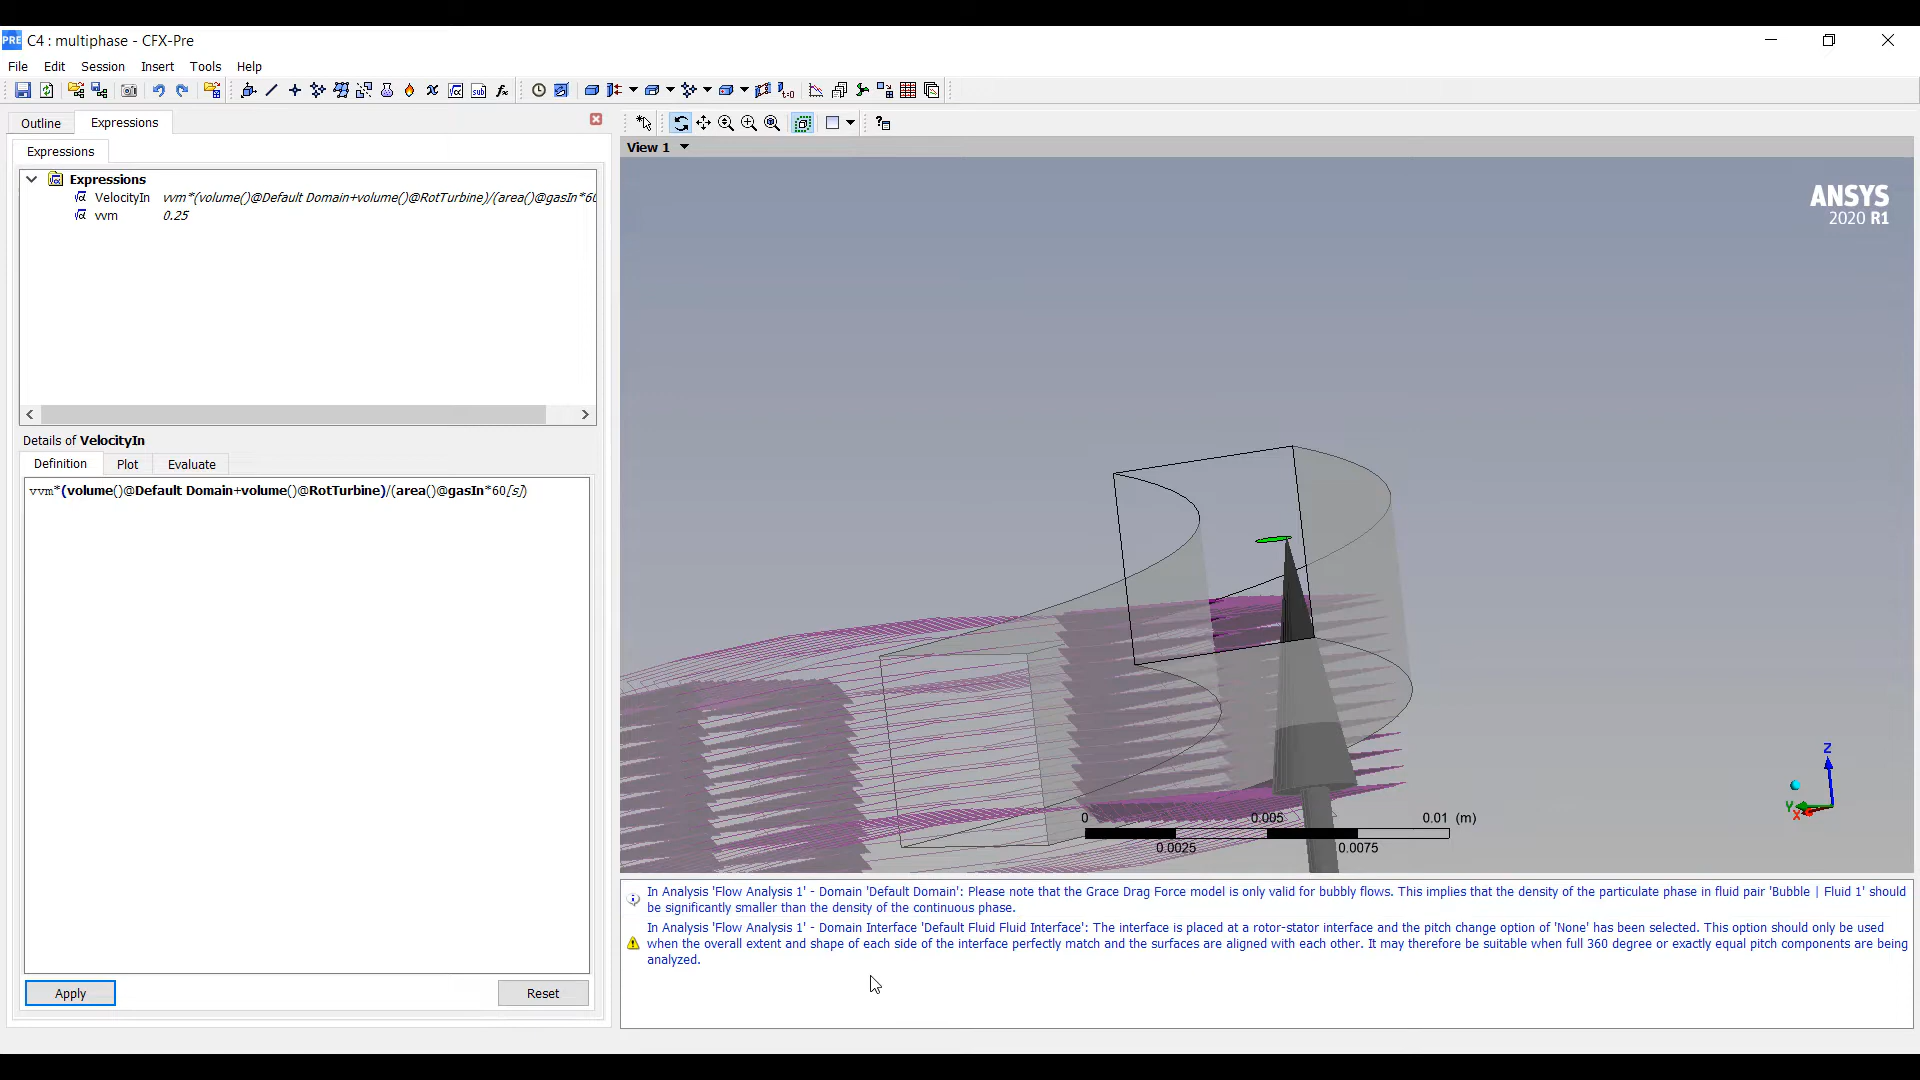 PRE C4 : multiphase - CFX-Pre
File Edit Session Insert Tools Help
Outline Expressions
Expressions
Expressions
VelocityIn vvm*(volume()@Default Domain+volume()@RotTurbine)/(area()@gasIn*60
vvm 0.25
Details of VelocityIn
Definition Plot Evaluate
vvm*(volume()@Default Domain+volume()@RotTurbine)/(area()@gasIn*60[s])
Apply Reset
View 1
ANSYS
2020 R1
Z
Y
X
0 0.005 0.01 (m)
0.0025 0.0075
In Analysis 'Flow Analysis 1' - Domain 'Default Domain': Please note that the Grace Drag Force model is only valid for bubbly flows. This implies that the density of the particulate phase in fluid pair 'Bubble | Fluid 1' should
be significantly smaller than the density of the continuous phase.
In Analysis 'Flow Analysis 1' - Domain Interface 'Default Fluid Fluid Interface': The interface is placed at a rotor-stator interface and the pitch change option of 'None' has been selected. This option should only be used
when the overall extent and shape of each side of the interface perfectly match and the surfaces are aligned with each other. It may therefore be suitable when full 360 degree or exactly equal pitch components are being
analyzed.